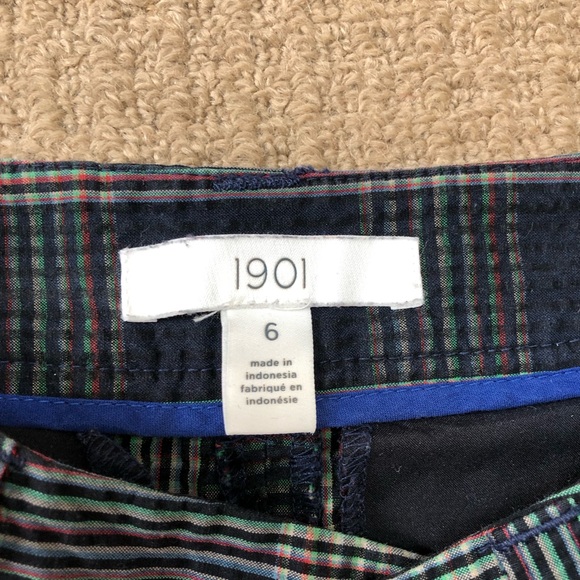 1901
6
made in
indonesia
fabriqué en
indonésie